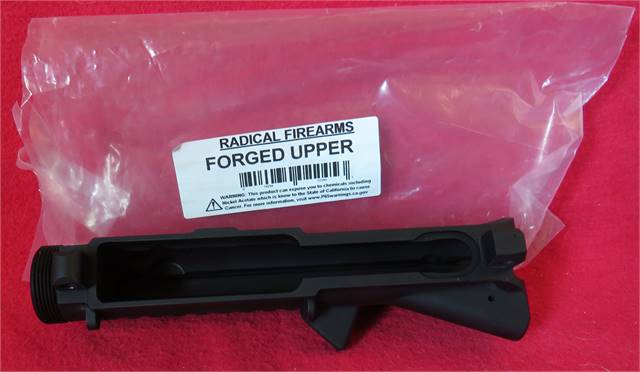 RADICAL FIREARMS
FORGED UPPER
WARNING: This product can expose you to chemicals including
Nickel Acetate which is know to the State of California to cause
Cancer. For more information, visit www.P65warnings.ca.gov